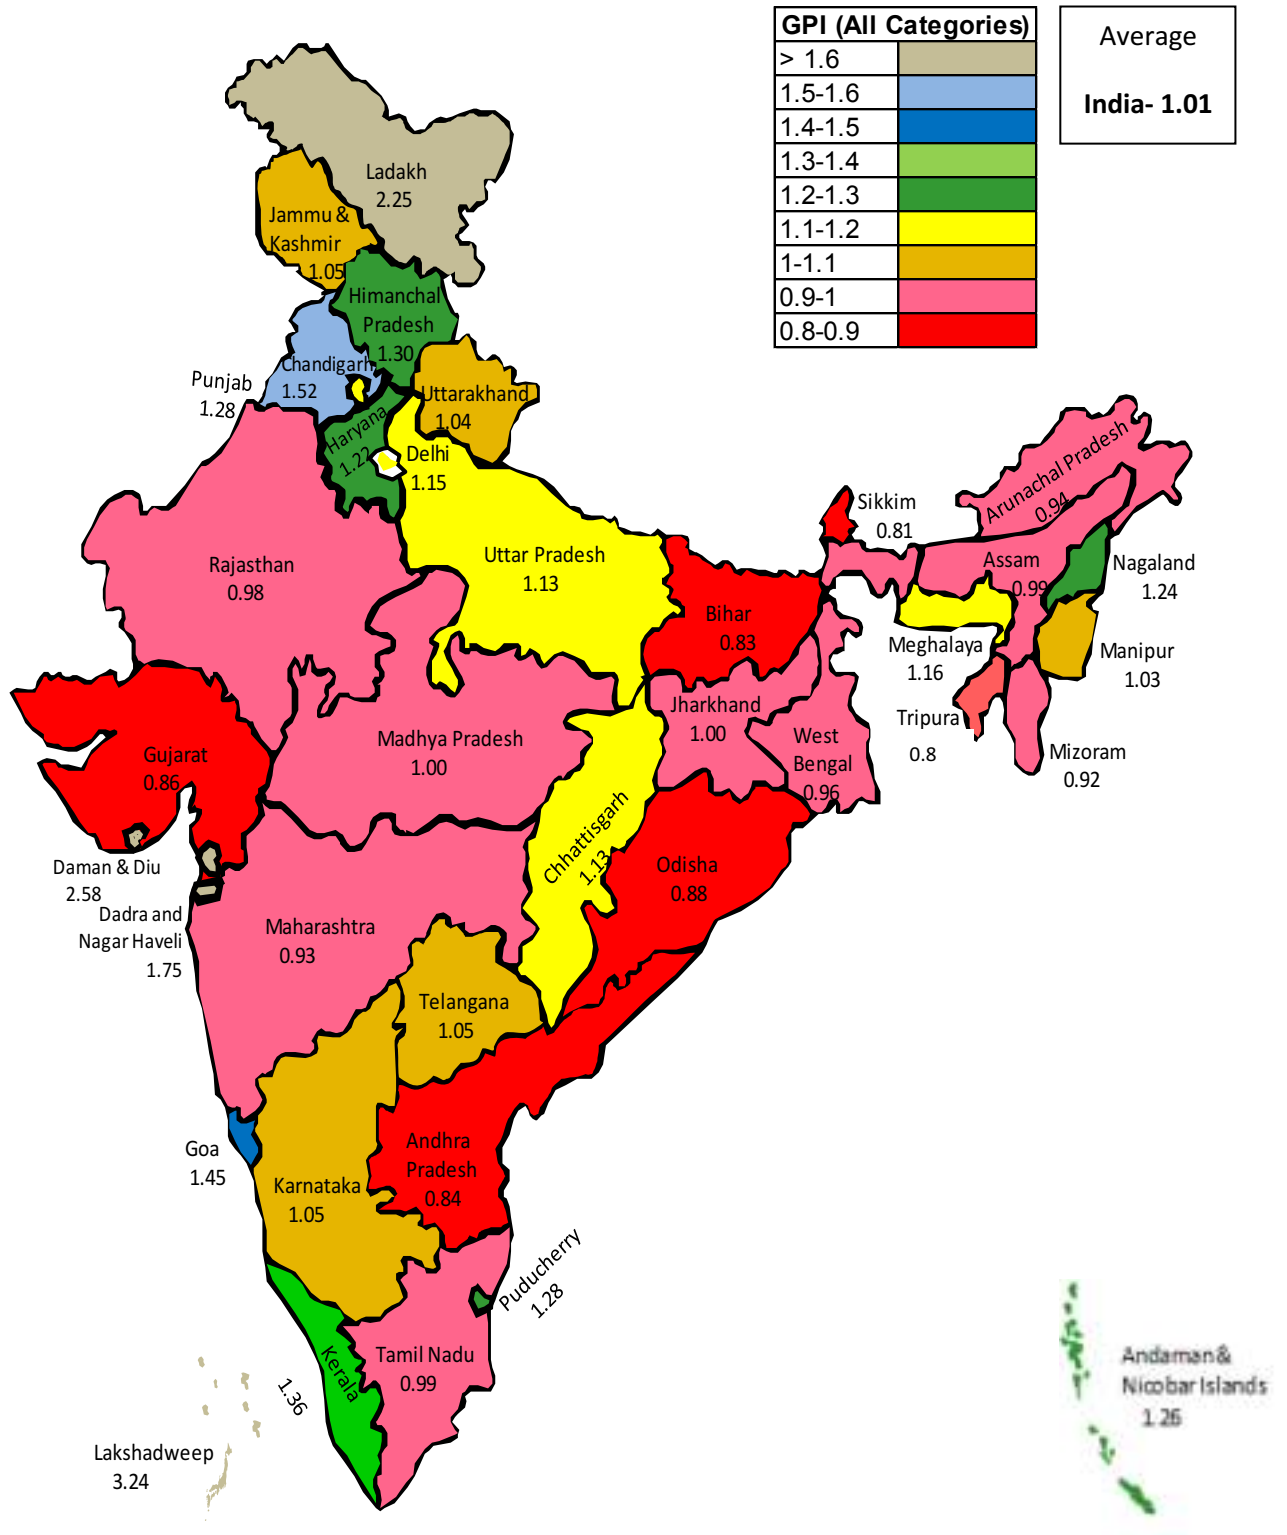 GPI (All Categories)
> 1.6
1.5-1.6
1.4-1.5
1.3-1.4
1.2-1.3
1.1-1.2
1-1.1
0.9-1
0.8-0.9
Average
India- 1.01
Ladakh
2.25
Jammu &
Kashmir
1.05
Himanchal
Pradesh
1.30
Chandigarh
1.52
Punjab
1.28
Uttarakhand
1.04
Haryana
1.22
Delhi
1.15
Rajasthan
0.98
Uttar Pradesh
1.13
Bihar
0.83
Sikkim
0.81
Arunachal Pradesh
0.94
Assam
0.99
Nagaland
1.24
Meghalaya
1.16
Manipur
1.03
Tripura
0.8
Mizoram
0.92
Gujarat
0.86
Madhya Pradesh
1.00
Jharkhand
1.00
West
Bengal
0.96
Chhattisgarh
1.13
Odisha
0.88
Daman & Diu
2.58
Dadra and
Nagar Haveli
1.75
Maharashtra
0.93
Telangana
1.05
Goa
1.45
Karnataka
1.05
Andhra
Pradesh
0.84
Puducherry
1.28
Kerala
1.36
Tamil Nadu
0.99
Lakshadweep
3.24
Andaman &
Nicobar Islands
1.26